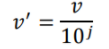 v' = v / 10^j